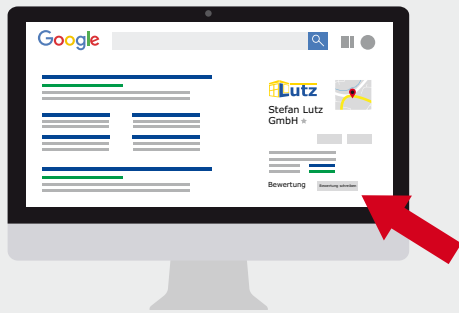 Google
Lutz
Stefan Lutz
GmbH
Bewertung
Bewertung schreiben